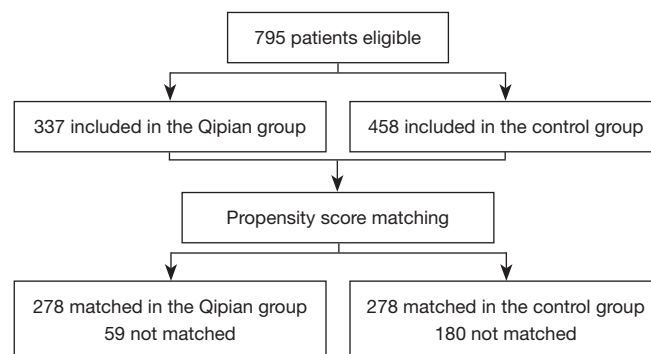 795 patients eligible
337 included in the Qipian group
458 included in the control group
Propensity score matching
278 matched in the Qipian group
59 not matched
278 matched in the control group
180 not matched